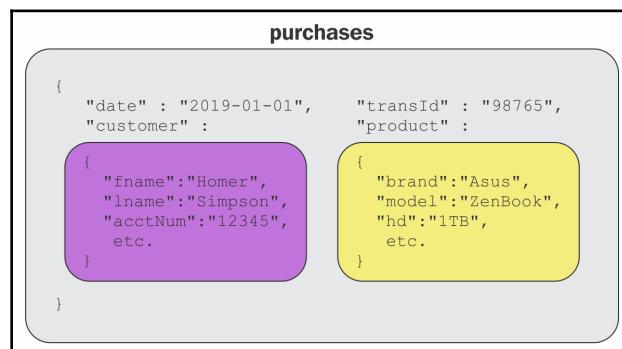 purchases
{
"date" : "2019-01-01", "transId" : "98765",
"customer" : "product" :
{
"fname":"Homer",
"lname":"Simpson",
"acctNum":"12345",
etc.
}
{
"brand":"Asus",
"model":"ZenBook",
"hd":"1TB",
etc.
}
}